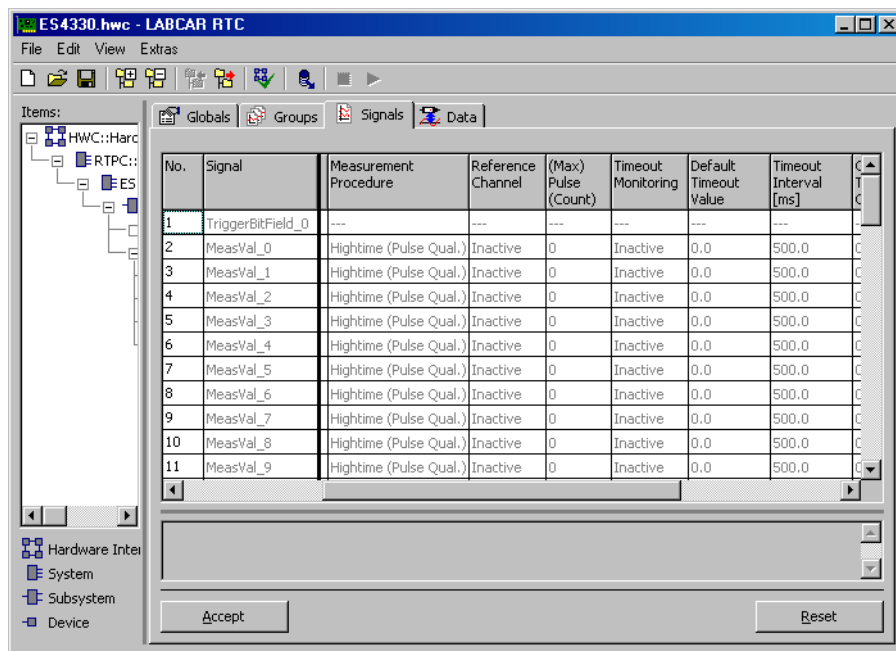 ES4330.hwc - LABCAR RTC
File Edit View Extras
Items:
HWC::Hard
RTPC::
ES
Globals Groups Signals Data
No. Signal Measurement Procedure Reference Channel (Max) Pulse (Count) Timeout Monitoring Default Timeout Value Timeout Interval [ms]
1 TriggerBitField_0 --- --- --- --- --- ---
2 MeasVal_0 Hightime (Pulse Qual.) Inactive 0 Inactive 0.0 500.0
3 MeasVal_1 Hightime (Pulse Qual.) Inactive 0 Inactive 0.0 500.0
4 MeasVal_2 Hightime (Pulse Qual.) Inactive 0 Inactive 0.0 500.0
5 MeasVal_3 Hightime (Pulse Qual.) Inactive 0 Inactive 0.0 500.0
6 MeasVal_4 Hightime (Pulse Qual.) Inactive 0 Inactive 0.0 500.0
7 MeasVal_5 Hightime (Pulse Qual.) Inactive 0 Inactive 0.0 500.0
8 MeasVal_6 Hightime (Pulse Qual.) Inactive 0 Inactive 0.0 500.0
9 MeasVal_7 Hightime (Pulse Qual.) Inactive 0 Inactive 0.0 500.0
10 MeasVal_8 Hightime (Pulse Qual.) Inactive 0 Inactive 0.0 500.0
11 MeasVal_9 Hightime (Pulse Qual.) Inactive 0 Inactive 0.0 500.0
Hardware Inter
System
Subsystem
Device
Accept Reset